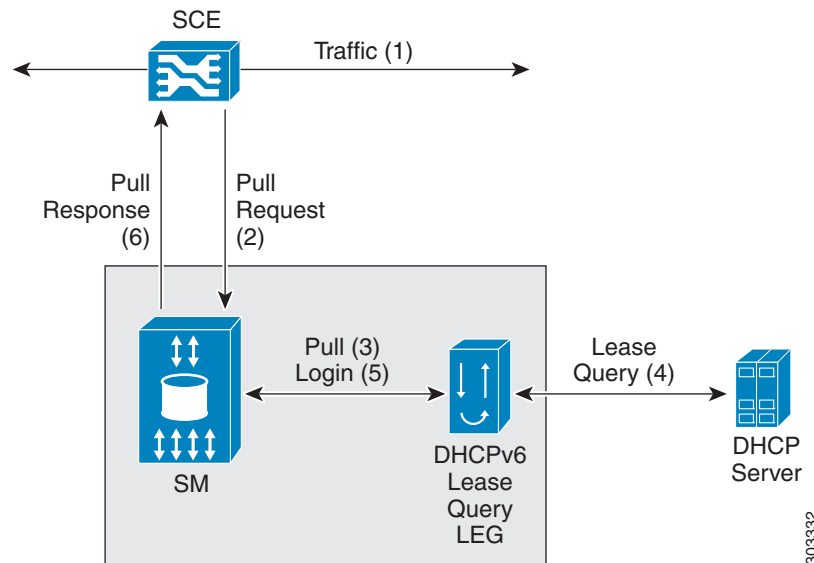 SCE
Traffic (1)
Pull
Response
(6)
Pull
Request
(2)
Pull (3)
Login (5)
Lease
Query (4)
SM
DHCPv6
Lease
Query
LEG
DHCP
Server
303332